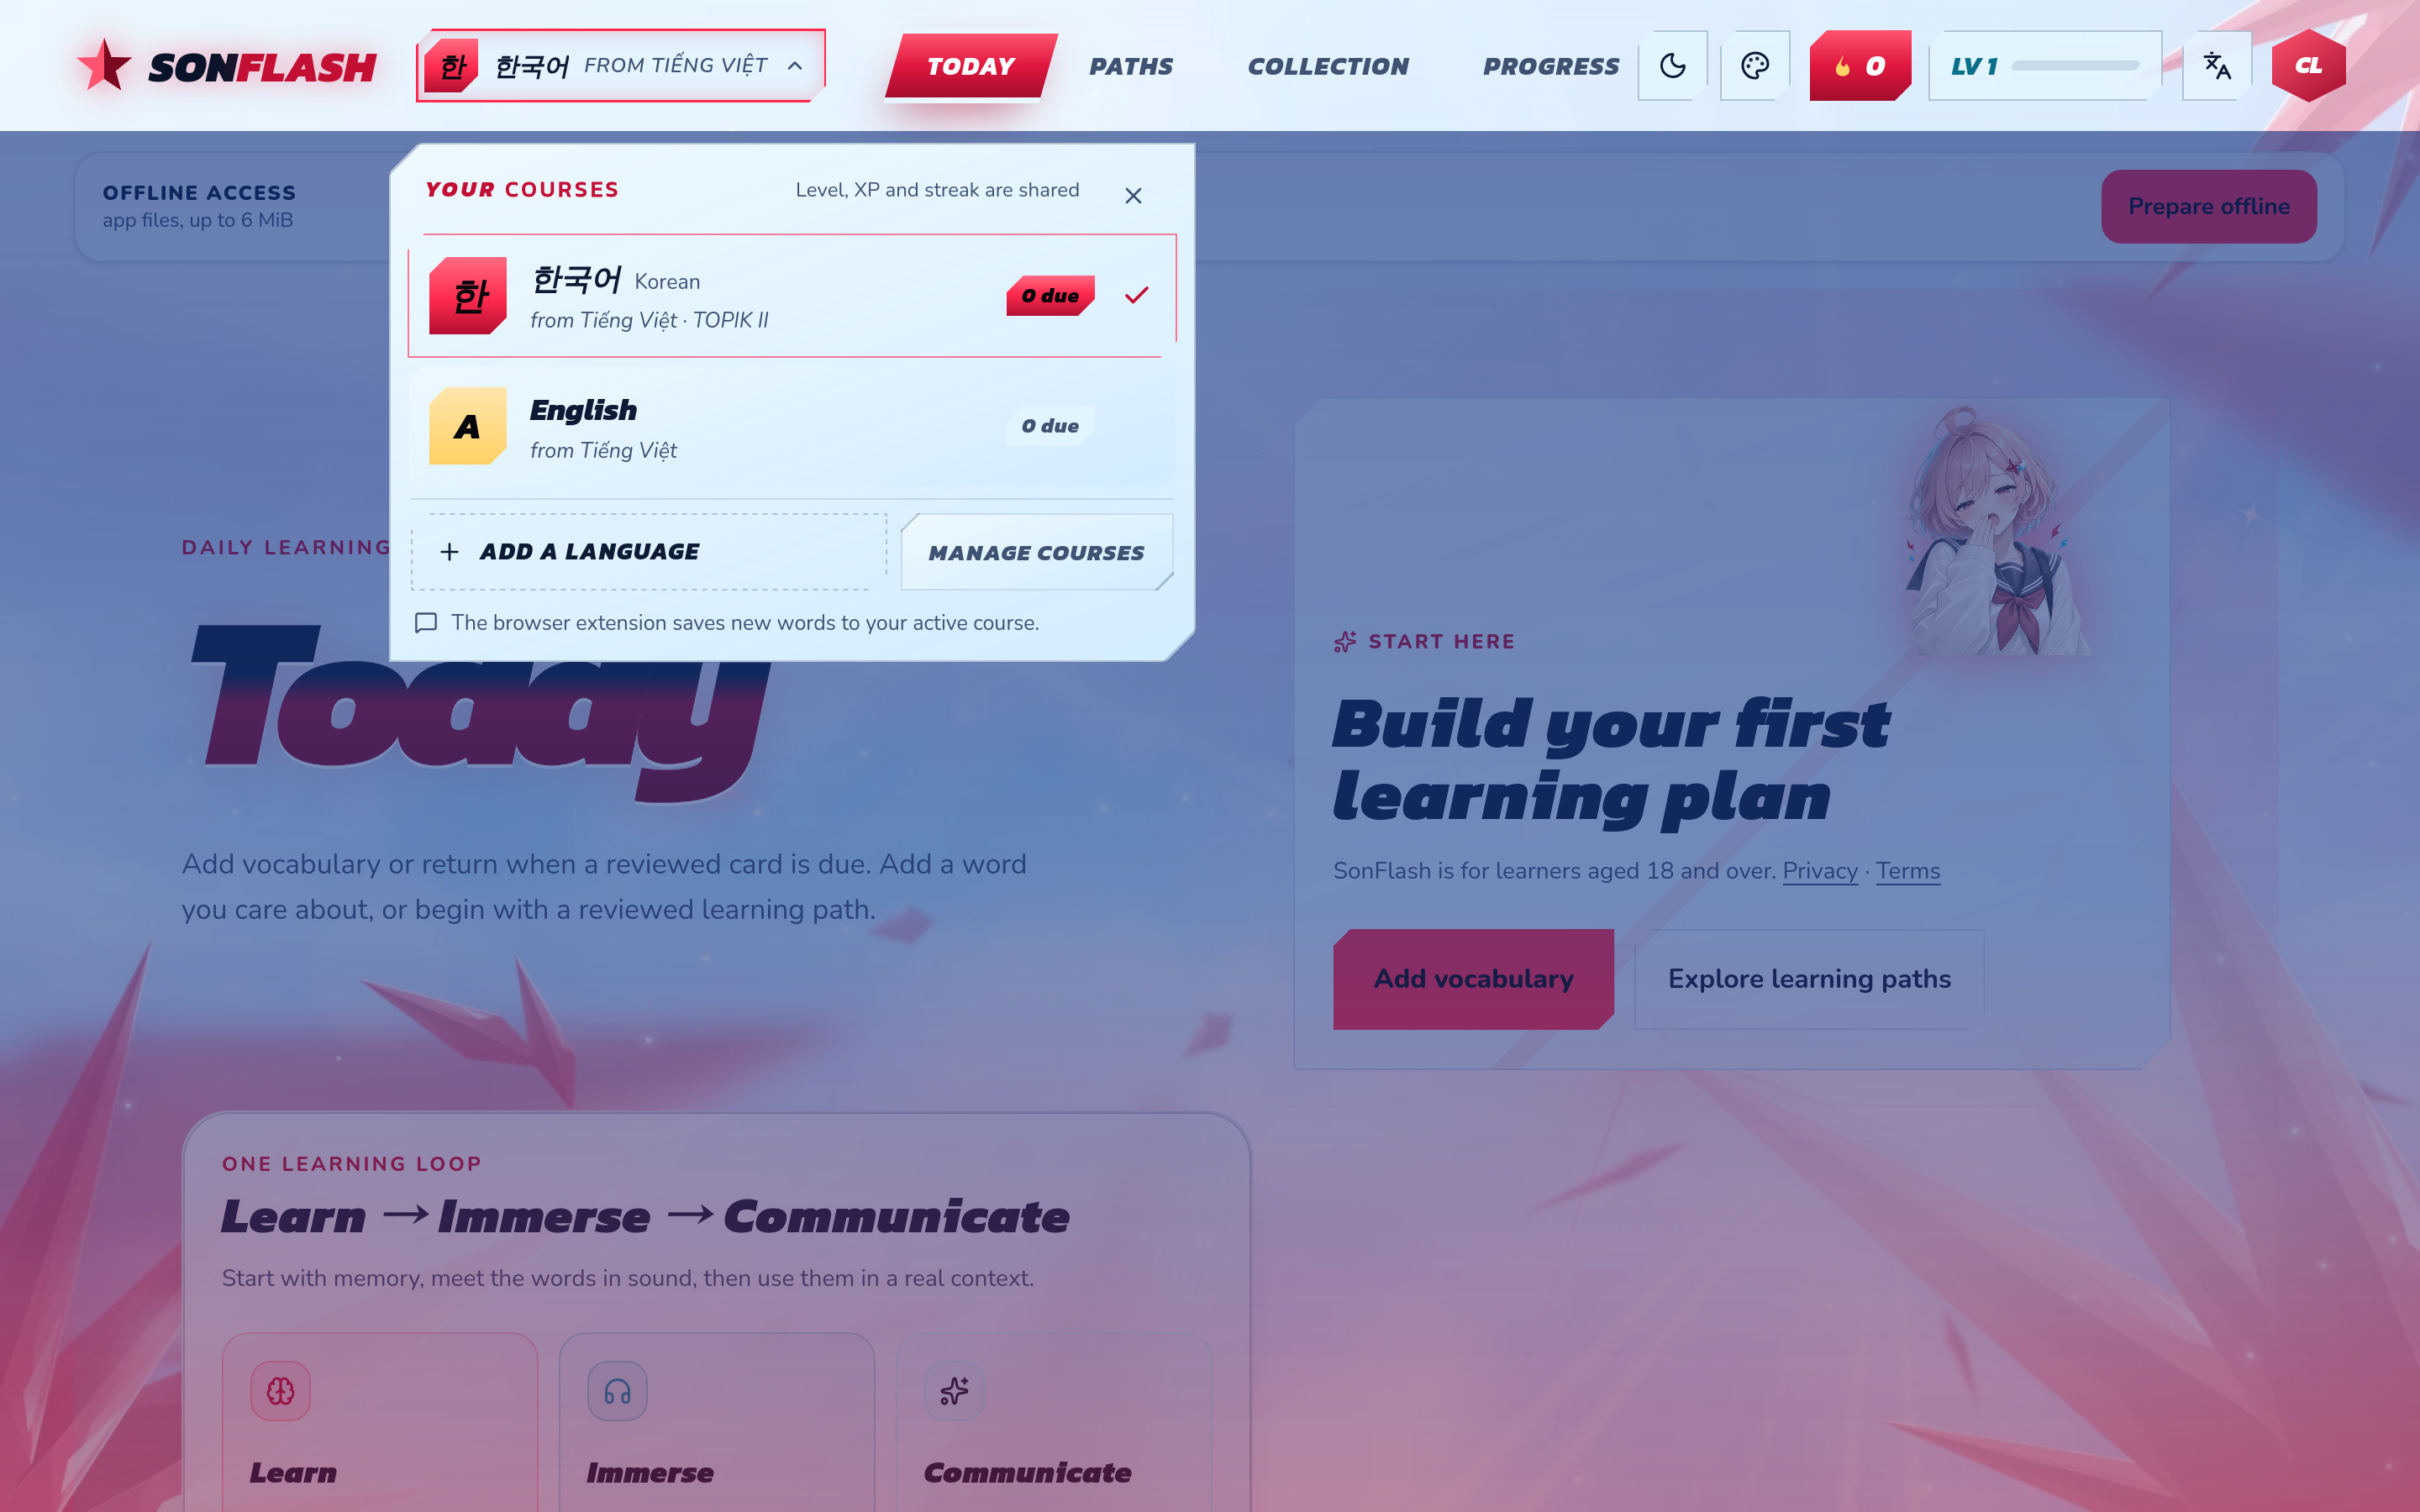 SONFLASH
한 한국어 FROM TIẾNG VIỆT
TODAY
PATHS
COLLECTION
PROGRESS
0
LV 1
CL
OFFLINE ACCESS
app files, up to 6 MiB
Prepare offline
YOUR COURSES
Level, XP and streak are shared
한
한국어 Korean
from Tiếng Việt · TOPIK II
0 due
A
English
from Tiếng Việt
0 due
ADD A LANGUAGE
MANAGE COURSES
The browser extension saves new words to your active course.
DAILY LEARNING
Today
Add vocabulary or return when a reviewed card is due. Add a word
you care about, or begin with a reviewed learning path.
START HERE
Build your first
learning plan
SonFlash is for learners aged 18 and over. Privacy · Terms
Add vocabulary
Explore learning paths
ONE LEARNING LOOP
Learn → Immerse → Communicate
Start with memory, meet the words in sound, then use them in a real context.
Learn
Immerse
Communicate